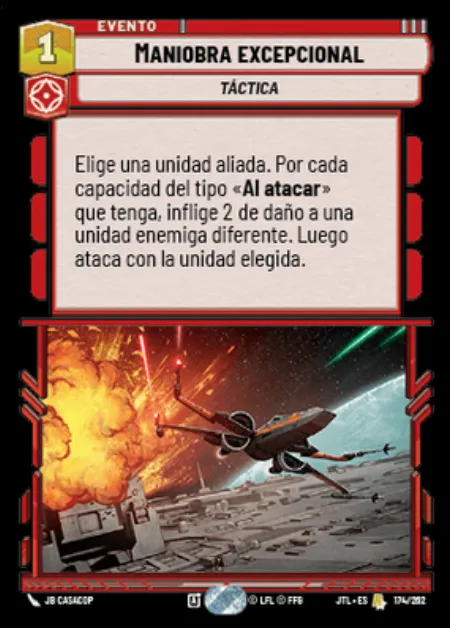 EVENTO
1
MANIOBRA EXCEPCIONAL
TÁCTICA
Elige una unidad aliada. Por cada
capacidad del tipo «Al atacar»
que tenga, inflige 2 de daño a una
unidad enemiga diferente. Luego
ataca con la unidad elegida.
JB CASACOP
© LFL © FFG
JTL • ES
174/262